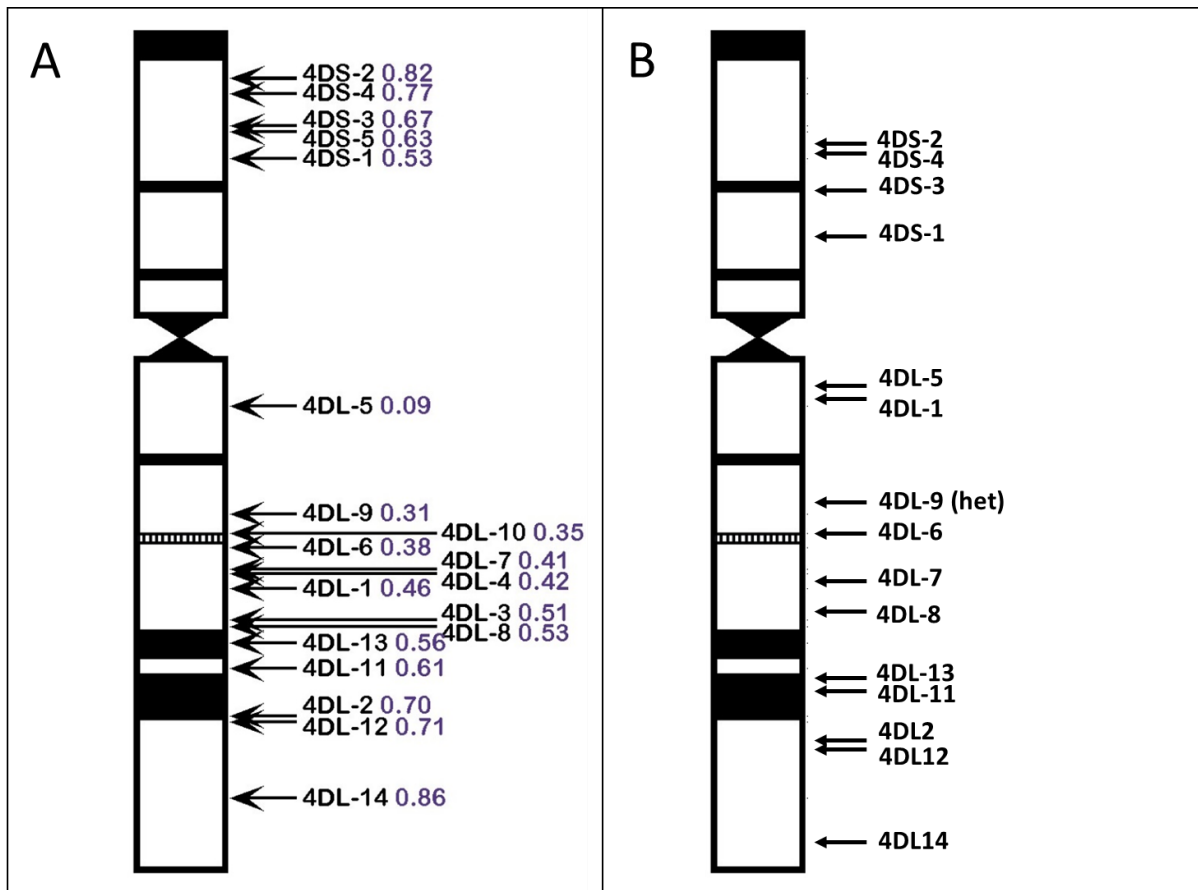 A
4DS-2 0.82
4DS-4 0.77
4DS-3 0.67
4DS-5 0.63
4DS-1 0.53
4DL-5 0.09
4DL-9 0.31
4DL-10 0.35
4DL-6 0.38
4DL-7 0.41
4DL-4 0.42
4DL-1 0.46
4DL-3 0.51
4DL-8 0.53
4DL-13 0.56
4DL-11 0.61
4DL-2 0.70
4DL-12 0.71
4DL-14 0.86
B
4DS-2
4DS-4
4DS-3
4DS-1
4DL-5
4DL-1
4DL-9 (het)
4DL-6
4DL-7
4DL-8
4DL-13
4DL-11
4DL2
4DL12
4DL14